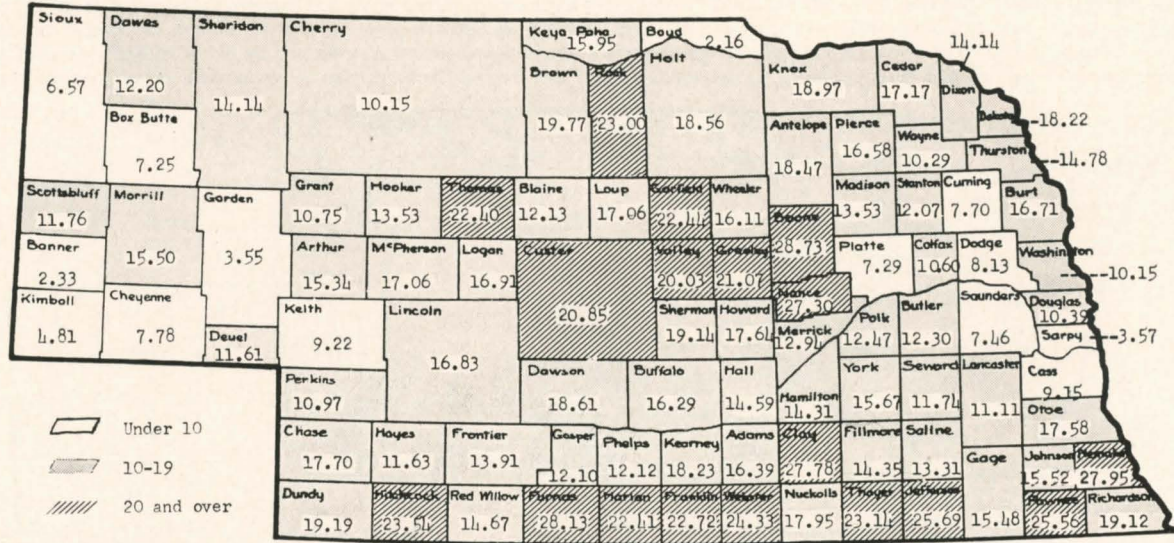 Sioux
6.57
Dawes
12.20
Sheridan
14.14
Cherry
10.15
Keya Paha
15.95
Boyd
2.16
Box Butte
7.25
Brown
19.77
Rock
23.00
Holt
18.56
Knox
18.97
Cedar
17.17
14.14
Dixon
Dakota
18.22
Antelope
18.47
Pierce
16.58
Wayne
10.29
Thurston
14.78
Scottsbluff
11.76
Morrill
15.50
Garden
3.55
Grant
10.75
Hooker
13.53
Thomas
22.40
Blaine
12.13
Loup
17.06
Garfield
22.44
Wheeler
16.11
Boone
28.73
Madison
13.53
Stanton
12.07
Cuming
7.70
Burt
16.71
Banner
2.33
Arthur
15.34
McPherson
17.06
Logan
16.91
Custer
20.85
Valley
20.03
Greeley
21.07
Platte
7.29
Colfax
10.60
Dodge
8.13
Washington
10.15
Kimball
4.81
Cheyenne
7.78
Deuel
11.61
Keith
9.22
Lincoln
16.83
Sherman
19.14
Howard
17.64
Nance
27.30
Merrick
12.94
Polk
12.47
Butler
12.30
Saunders
7.46
Douglas
10.39
Sarpy
3.57
Perkins
10.97
Dawson
18.61
Buffalo
16.29
Hall
14.59
Hamilton
14.31
York
15.67
Seward
11.74
Lancaster
11.11
Cass
9.15
Otoe
17.58
Chase
17.70
Hayes
11.63
Frontier
13.91
Gosper
12.10
Phelps
12.12
Kearney
18.23
Adams
16.39
Clay
27.78
Fillmore
14.35
Saline
13.31
Gage
15.48
Johnson
15.52
Nemaha
27.95
Dundy
19.19
Hitchcock
23.54
Red Willow
14.67
Furnas
28.13
Harlan
22.41
Franklin
22.72
Webster
24.33
Nuckolls
17.95
Thayer
23.14
Jefferson
25.69
Pawnee
25.56
Richardson
19.12
Under 10
10-19
20 and over